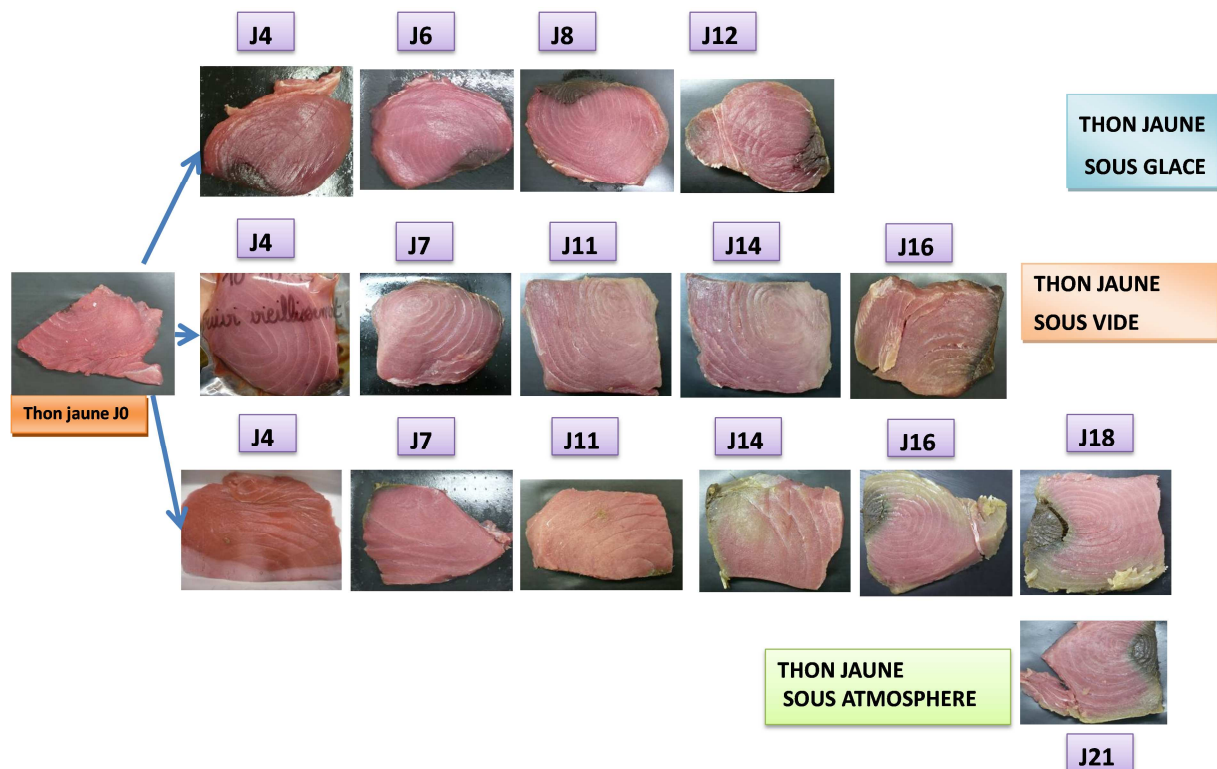 J4
J6
J8
J12
THON JAUNE
SOUS GLACE
J4
J7
J11
J14
J16
THON JAUNE
SOUS VIDE
vieillissement
Thon jaune J0
J4
J7
J11
J14
J16
J18
THON JAUNE
SOUS ATMOSPHERE
J21